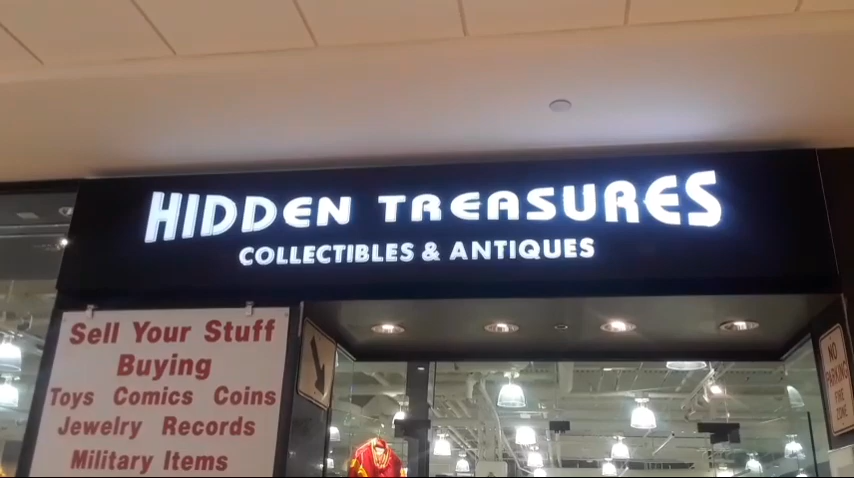 HIDDEN TREASURES
COLLECTIBLES & ANTIQUES
Sell Your Stuff
Buying
Toys Comics Coins
Jewelry Records
Military Items
NO
PARKING
FIRE
ZONE